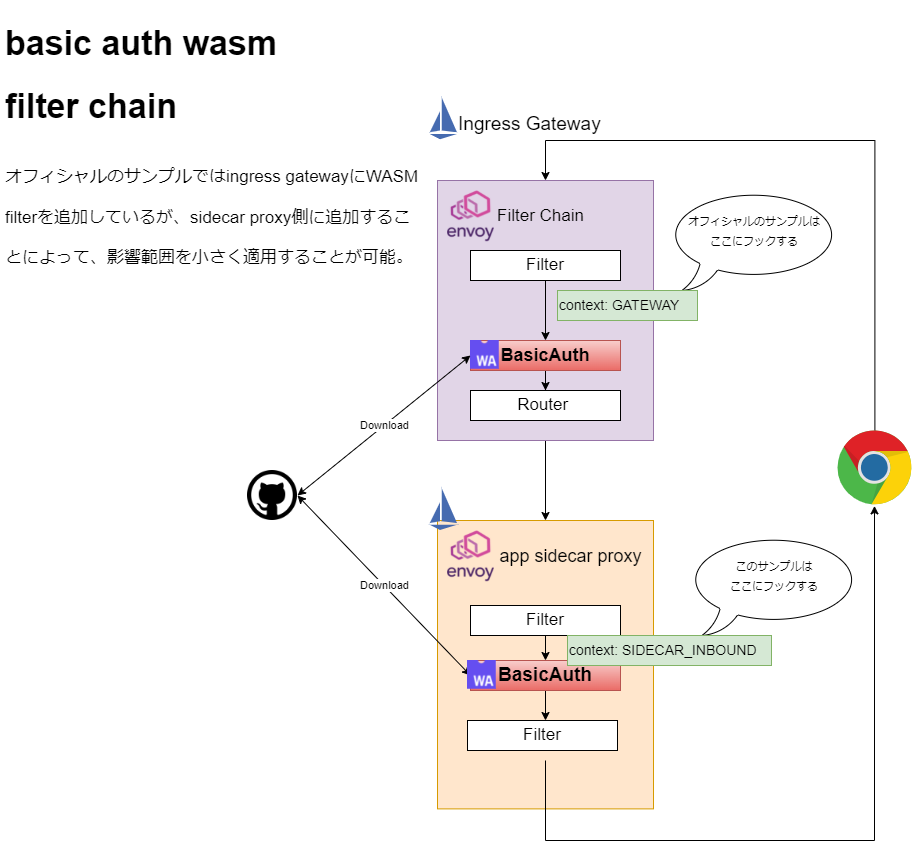 basic auth wasm
filter chain
オフィシャルのサンプルではingress gatewayにWASM
filterを追加しているが、sidecar proxy側に追加するこ
とによって、影響範囲を小さく適用することが可能。
Ingress Gateway
envoy
Filter Chain
オフィシャルのサンプルは
ここにフックする
Filter
context: GATEWAY
WA
BasicAuth
Router
Download
envoy
app sidecar proxy
このサンプルは
ここにフックする
Download
Filter
context: SIDECAR_INBOUND
WA
BasicAuth
Filter